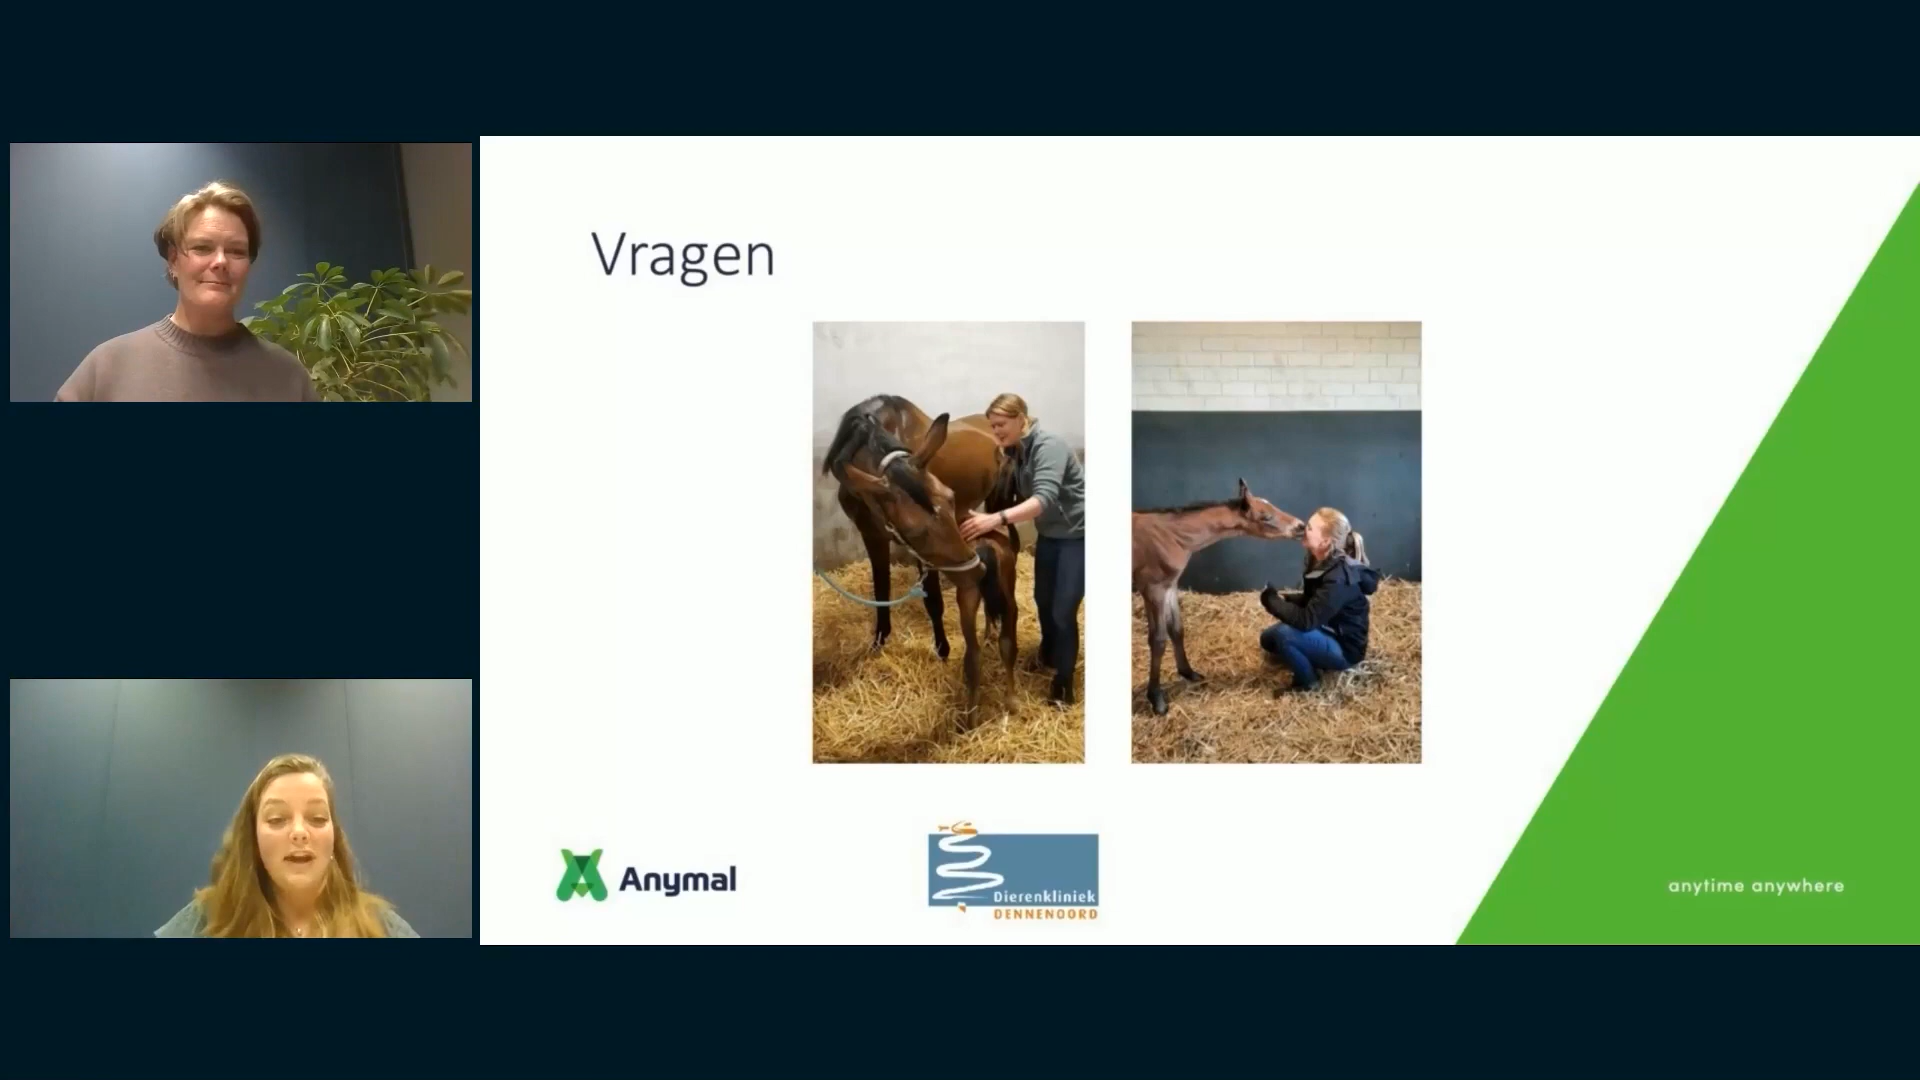 Vragen
Anymal
Dierenkliniek
DENNENOORD
anytime anywhere